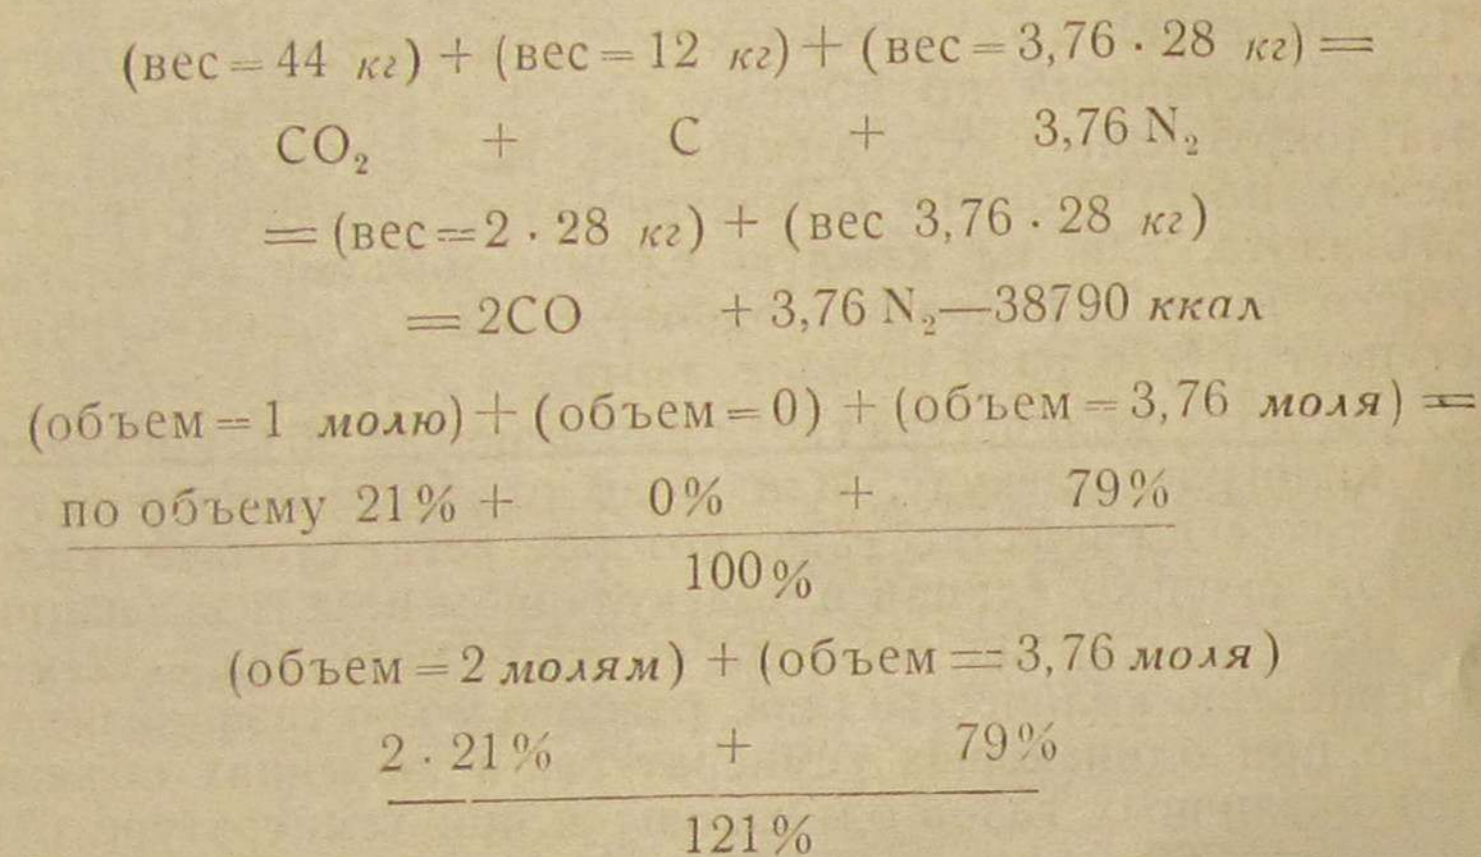 (вес = 44 кг) + (вес = 12 кг) + (вес = 3,76 · 28 кг) =
CO₂ + C + 3,76 N₂
= (вес = 2 · 28 кг) + (вес 3,76 · 28 кг)
= 2CO + 3,76 N₂—38790 ккал
(объем = 1 молю) + (объем = 0) + (объем = 3,76 моля) =
по объему 21% + 0% + 79%
100%
(объем = 2 молям) + (объем = 3,76 моля)
2 · 21% + 79%
121%